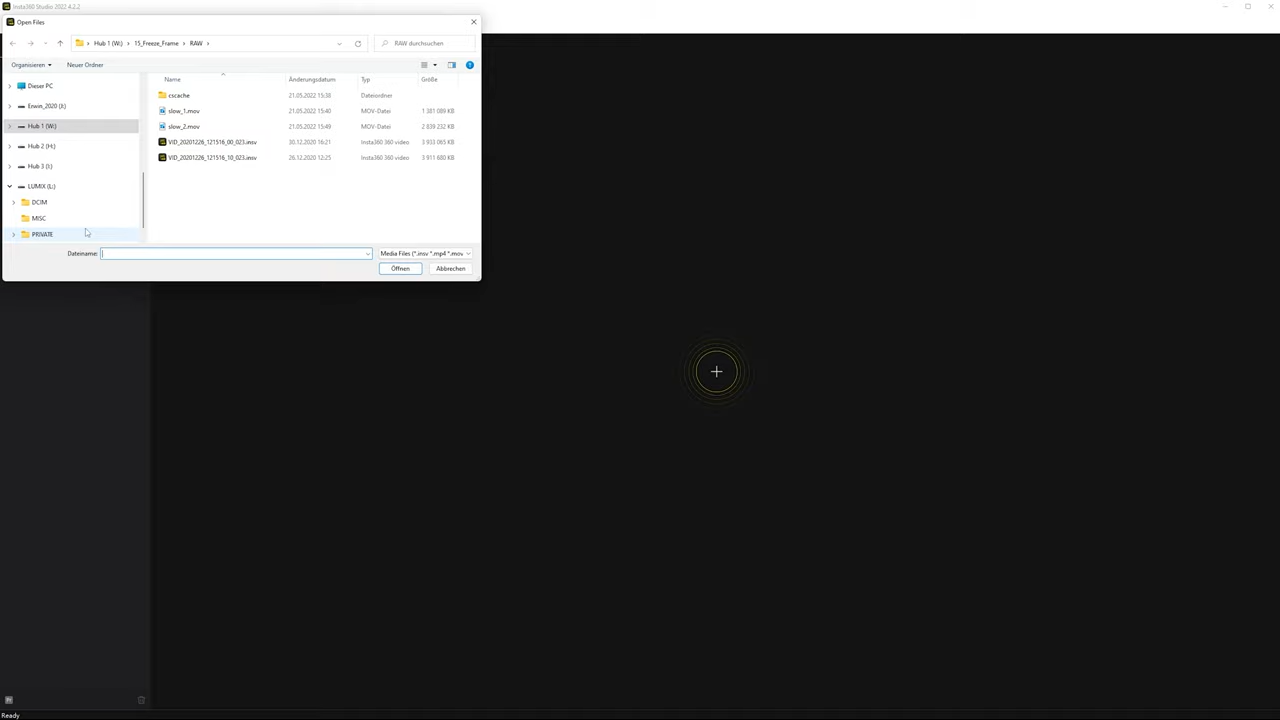 Insta360 Studio 2022 4.2.2
Open Files
Hub 1 (W:) 15_Freeze_Frame RAW
RAW durchsuchen
Organisieren Neuer Ordner
Name Änderungsdatum Typ Größe
Dieser PC
Erwin_2020 (J:)
Hub 1 (W:)
Hub 2 (H:)
Hub 3 (I:)
LUMIX (L:)
DCIM
MISC
PRIVATE
cscache 21.05.2022 15:38 Dateiordner
slow_1.mov 21.05.2022 15:40 MOV-Datei 1 381 089 KB
slow_2.mov 21.05.2022 15:49 MOV-Datei 2 839 232 KB
VID_20201226_121516_00_023.insv 30.12.2020 16:21 Insta360 360 video 3 933 065 KB
VID_20201226_121516_10_023.insv 26.12.2020 12:25 Insta360 360 video 3 911 680 KB
Dateiname: Media Files (*.insv *.mp4 *.mov
Öffnen Abbrechen
Ready